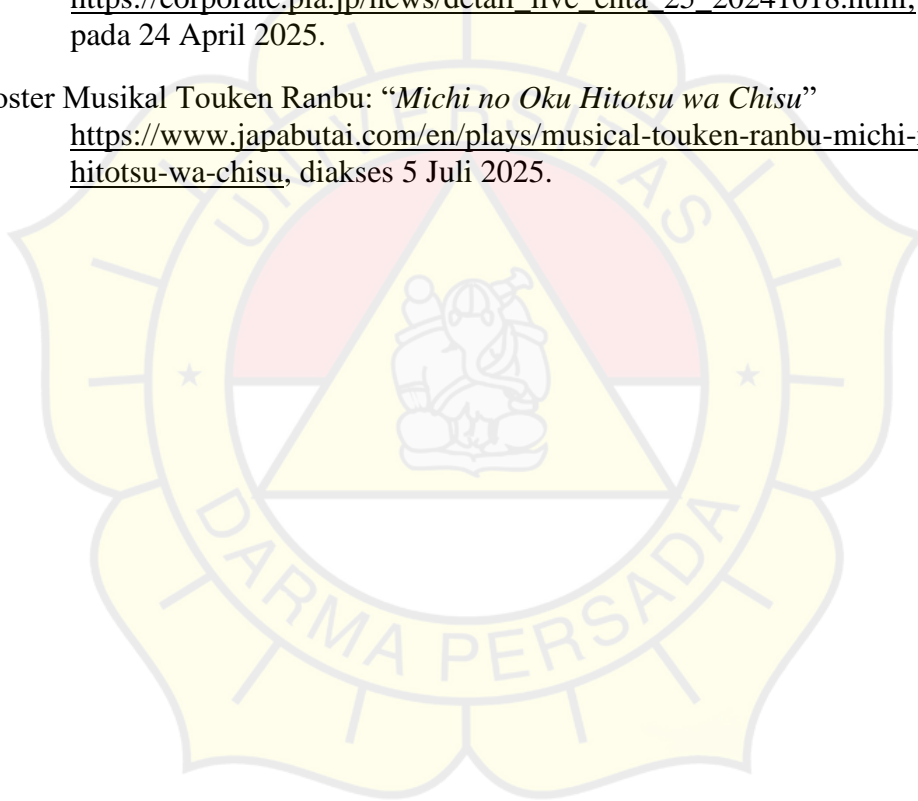 https://corporate.pia.jp/news/detail_live_enta_25_20241018.html,
pada 24 April 2025.
oster Musikal Touken Ranbu: “Michi no Oku Hitotsu wa Chisu”
https://www.japabutai.com/en/plays/musical-touken-ranbu-michi-
hitotsu-wa-chisu, diakses 5 Juli 2025.
UNIVERSITAS
DARMA PERSADA